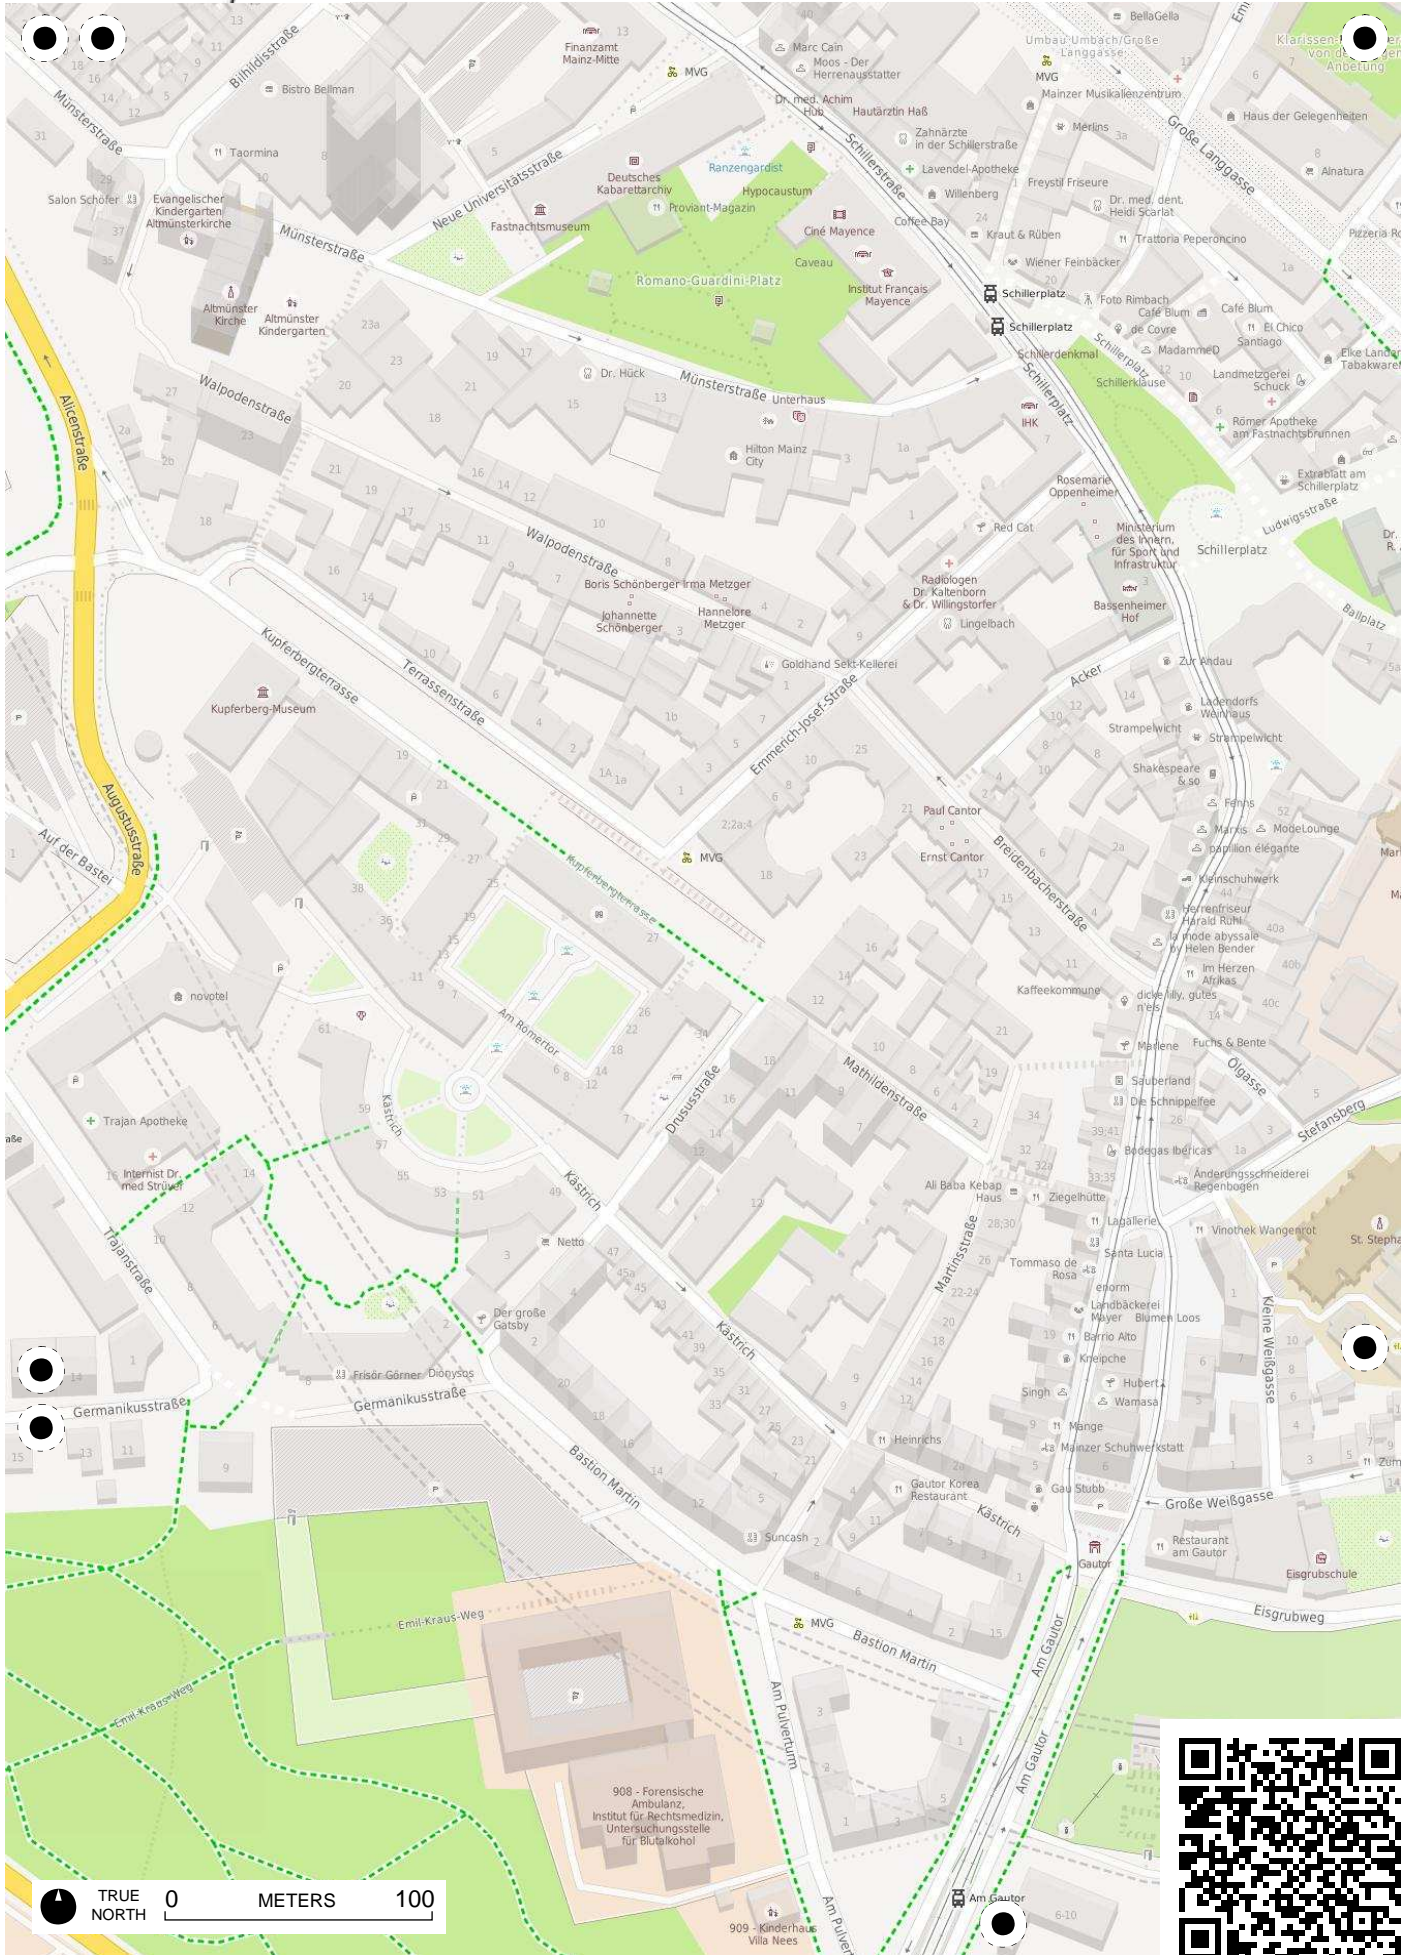 BellaGella
Finanzamt
Mainz-Mitte
Marc Cain
Moos - Der
Herrenausstatter
Umbau Umbach/Große
Langgasse
MVG
MVG
Bilhildisstraße
Bistro Bellman
Münsterstraße
Mainzer Musikalienzentrum
Dr. med. Achim
Hub
Hautärztin Haß
Haus der Gelegenheiten
Merlins
Große Langgasse
Zahnärzte
in der Schillerstraße
Schillerstraße
Taormina
Deutsches
Kabarettarchiv
Ranzengardist
Lavendel-Apotheke
Alnatura
Freystil Friseure
Willenberg
Hypocaustum
Neue Universitätsstraße
Salon Schöfer
Evangelischer
Kindergarten
Altmünsterkirche
Proviant-Magazin
Dr. med. dent.
Heidi Scarlat
Fastnachtsmuseum
Ciné Mayence
Coffee Bay
Kraut & Rüben
Trattoria Peperoncino
Münsterstraße
Caveau
Wiener Feinbäcker
Romano-Guardini-Platz
Institut Français
Mayence
Schillerplatz
Foto Rimbach
Café Blum
Café Blum
Altmünster
Kirche
Altmünster
Kindergarten
Schillerplatz
de Covre
El Chico
Santiago
MadammeD
Schillerdenkmal
Schillerplatz
Schillerklause
Landmetzgerei
Schuck
Walpodenstraße
Dr. Hück
Münsterstraße
Unterhaus
Schillerplatz
Alicenstraße
IHK
Römer Apotheke
am Fastnachtsbrunnen
Hilton Mainz
City
Rosemarie
Oppenheimer
Extrablatt am
Schillerplatz
Ludwigsstraße
Walpodenstraße
Red Cat
Ministerium
des Innern,
für Sport und
Infrastruktur
Schillerplatz
Boris Schönberger
Irma Metzger
Radiologen
Dr. Kaltenborn
& Dr. Willingstorfer
Johannette
Schönberger
Hannelore
Metzger
Bassenheimer
Hof
Ballplatz
Lingelbach
Kupferbergterrasse
Goldhand Sekt-Kellerei
Acker
Zur Andau
Terrassenstraße
Kupferberg-Museum
Emmerich-Josef-Straße
Ladendorfs
Weinhaus
Strampelwicht
Strampelwicht
Shakespeare
& so
Augustusstraße
Paul Cantor
Fenns
Auf der Bastei
Ernst Cantor
Marxis
ModeLounge
papillon élégante
Breidenbacherstraße
MVG
Kupferbergterrasse
Kleinschuhwerk
Herrenfriseur
Harald Ruhl
la mode abyssale
by Helen Bender
Im Herzen
Afrikas
novotel
Kaffeekommune
dicke lilly, gutes
n'eis
Am Römertor
Marlene
Fuchs & Bente
Mathildenstraße
Ölgasse
Drususstraße
Sauberland
Die Schnippelfee
Kästrich
Stefansberg
Trajan Apotheke
Internist Dr.
med Strüver
Bodegas Ibéricas
Änderungsschneiderei
Regenbogen
Ali Baba Kebap
Haus
Ziegelhütte
Kästrich
Lagallerie
Vinothek Wangenrot
Trajanstraße
Netto
Martinsstraße
Santa Lucia
Tommaso de
Rosa
enorm
Landbäckerei
Mayer
Blumen Loos
Der große
Gatsby
Kästrich
Barrio Alto
Kleine Weißgasse
Kneipche
Frisör Görner
Dionysos
Germanikusstraße
Germanikusstraße
Singh
Hubert
Wamasa
Heinrichs
Mange
Mainzer Schuhwerkstatt
Bastion Martin
Gautor Korea
Restaurant
Gau Stubb
Große Weißgasse
Kästrich
Suncash
Restaurant
am Gautor
Gautor
Eisgrubschule
Emil-Kraus-Weg
MVG
Eisgrubweg
Bastion Martin
Am Gautor
Emil-Kraus-Weg
Am Pulverturm
Am Gautor
908 - Forensische
Ambulanz,
Institut für Rechtsmedizin,
Untersuchungsstelle
für Blutalkohol
TRUE
NORTH
0 METERS 100
Am Gautor
6-10
909 - Kinderhaus
Villa Nees